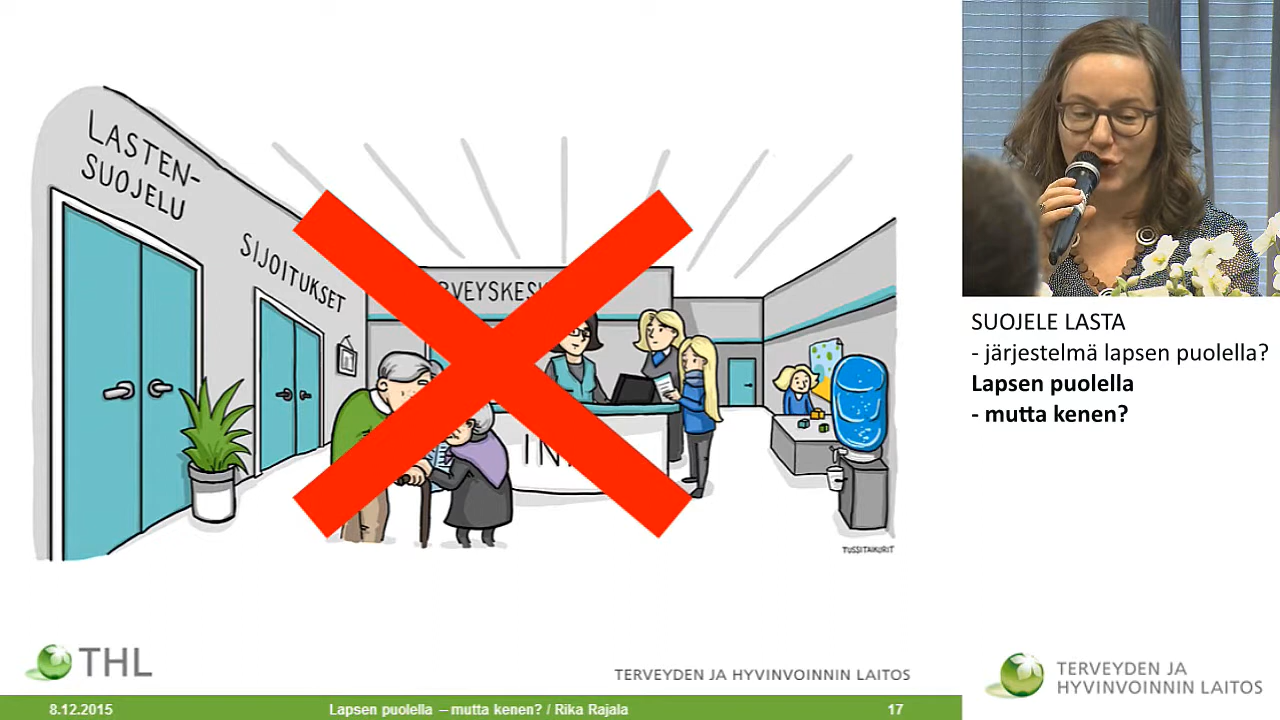 LASTEN-
SUOJELU
SIJOITUKSET
TUSSITAIKURIT
THL
TERVEYDEN JA HYVINVOINNIN LAITOS
8.12.2015
Lapsen puolella – mutta kenen? / Rika Rajala
17
SUOJELE LASTA
- järjestelmä lapsen puolella?
Lapsen puolella
- mutta kenen?
TERVEYDEN JA
HYVINVOINNIN LAITOS